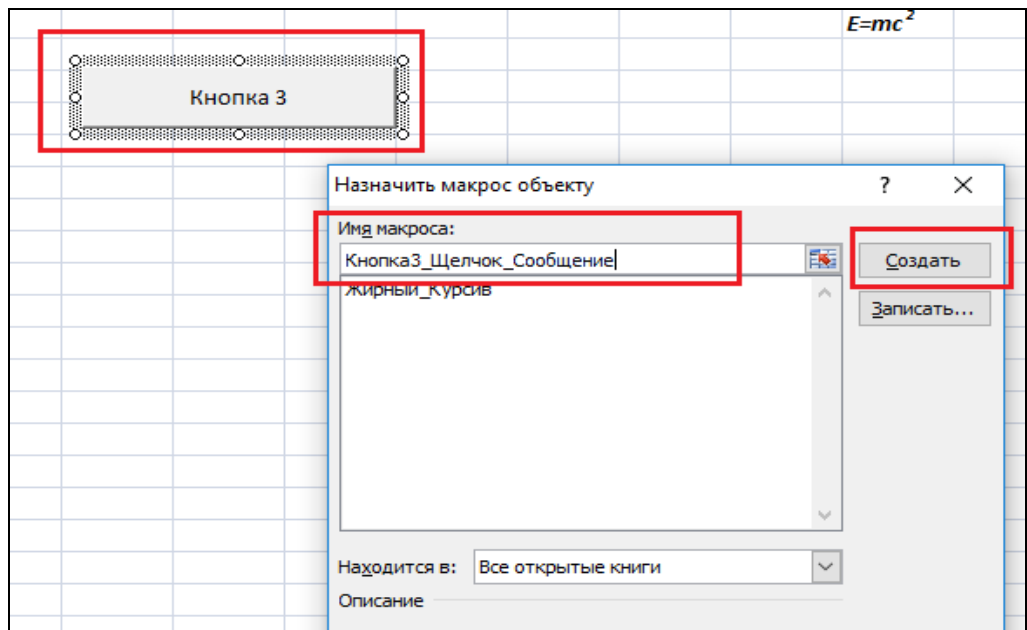 E=mc²
Кнопка 3
Назначить макрос объекту ?
Имя макроса:
Кнопка3_Щелчок_Сообщение
Создать
Жирный_Курсив
Записать...
Находится в: Все открытые книги
Описание